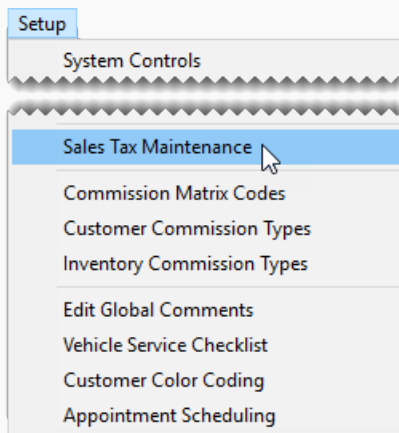 Setup
System Controls
Sales Tax Maintenance
Commission Matrix Codes
Customer Commission Types
Inventory Commission Types
Edit Global Comments
Vehicle Service Checklist
Customer Color Coding
Appointment Scheduling